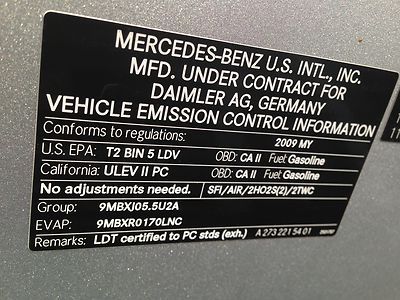 MERCEDES-BENZ U.S. INTL., INC.
MFD. UNDER CONTRACT FOR
DAIMLER AG, GERMANY
VEHICLE EMISSION CONTROL INFORMATION
Conforms to regulations: 2009 MY
U.S. EPA: T2 BIN 5 LDV OBD: CA II Fuel: Gasoline
California: ULEV II PC OBD: CA II Fuel: Gasoline
No adjustments needed. SFI/AIR/2HO2S(2)/2TWC
Group: 9MBXJ05.5U2A
EVAP: 9MBXR0170LNC
Remarks: LDT certified to PC stds (exh.) A 273 221 54 01